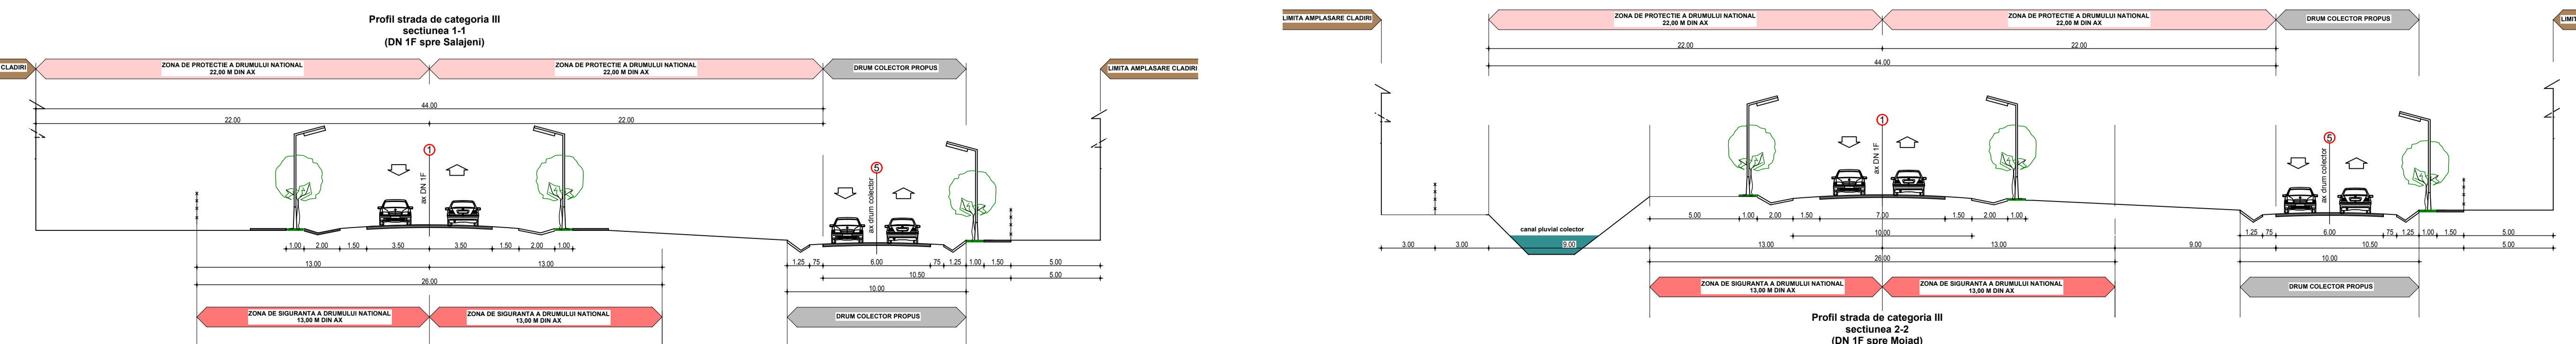 Profil strada de categoria III
sectiunea 1-1
(DN 1F spre Salajeni)
CLADIRI
ZONA DE PROTECTIE A DRUMULUI NATIONAL
22,00 M DIN AX
ZONA DE PROTECTIE A DRUMULUI NATIONAL
22,00 M DIN AX
DRUM COLECTOR PROPUS
LIMITA AMPLASARE CLADIRI
44.00
22.00
22.00
1
ax DN 1F
5
ax drum colector
1.00
2.00
1.50
3.50
3.50
1.50
2.00
1.00
13.00
13.00
26.00
1.25
75
6.00
75
1.25
1.00
1.50
5.00
10.50
5.00
10.00
ZONA DE SIGURANTA A DRUMULUI NATIONAL
13,00 M DIN AX
ZONA DE SIGURANTA A DRUMULUI NATIONAL
13,00 M DIN AX
DRUM COLECTOR PROPUS
LIMITA AMPLASARE CLADIRI
ZONA DE PROTECTIE A DRUMULUI NATIONAL
22,00 M DIN AX
ZONA DE PROTECTIE A DRUMULUI NATIONAL
22,00 M DIN AX
DRUM COLECTOR PROPUS
22.00
22.00
44.00
1
ax DN 1F
5
ax drum colector
canal pluvial colector
5.00
1.00
2.00
1.50
7.00
1.50
2.00
1.00
10.00
3.00
3.00
9.00
13.00
13.00
9.00
26.00
1.25
75
6.00
75
1.25
1.00
1.50
5.00
10.50
5.00
10.00
ZONA DE SIGURANTA A DRUMULUI NATIONAL
13,00 M DIN AX
ZONA DE SIGURANTA A DRUMULUI NATIONAL
13,00 M DIN AX
DRUM COLECTOR PROPUS
Profil strada de categoria III
sectiunea 2-2
(DN 1F spre Mojad)